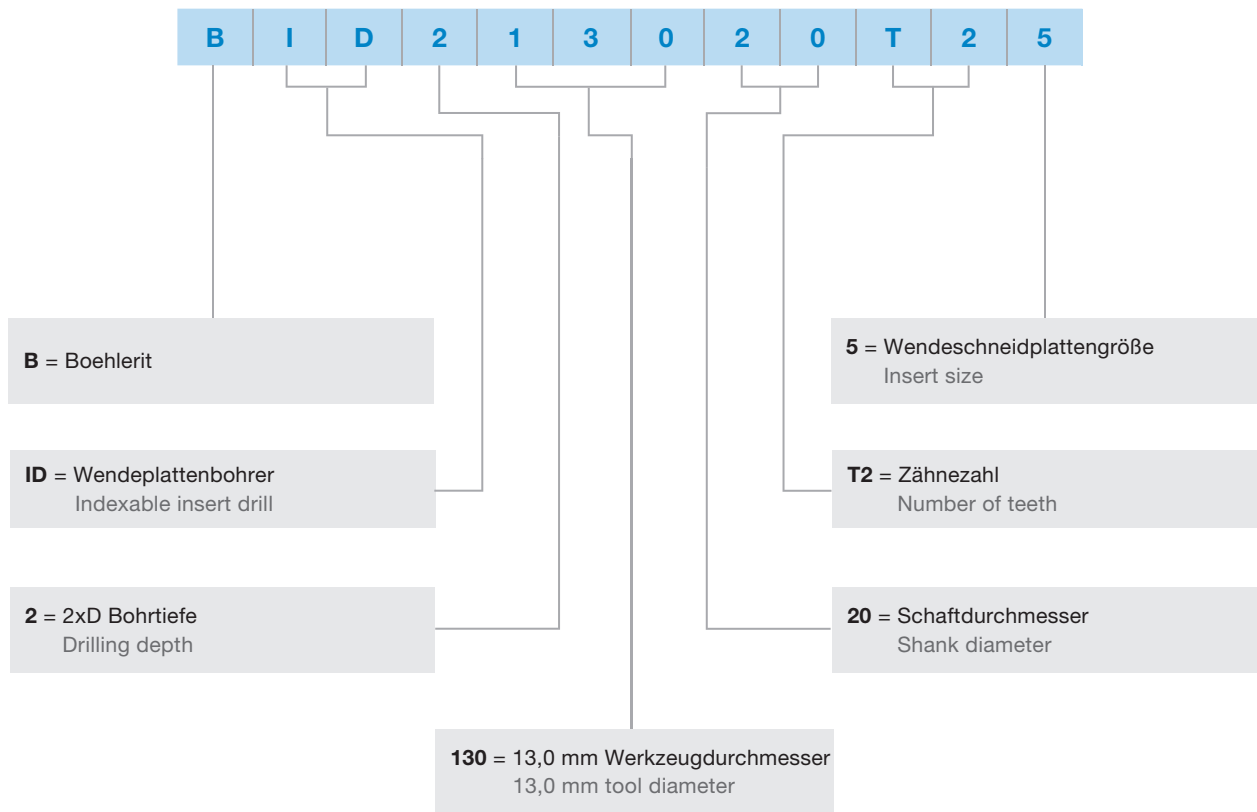 B I D 2 1 3 0 2 0 T 2 5
B = Boehlerit
ID = Wendeplattenbohrer
Indexable insert drill
2 = 2xD Bohrtiefe
Drilling depth
130 = 13,0 mm Werkzeugdurchmesser
13,0 mm tool diameter
5 = Wendeschneidplattengröße
Insert size
T2 = Zähnezahl
Number of teeth
20 = Schaftdurchmesser
Shank diameter